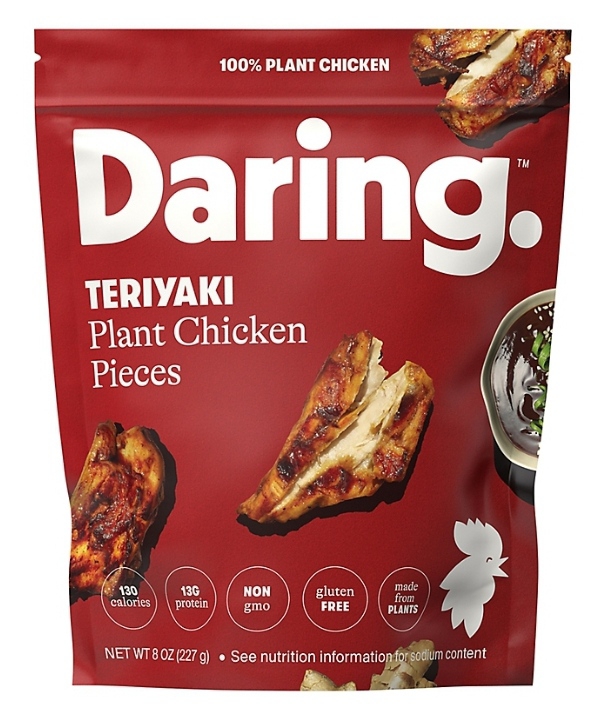 100% PLANT CHICKEN
Daring.™
TERIYAKI
Plant Chicken
Pieces
130
calories
13G
protein
NON
gmo
gluten
FREE
made
from
PLANTS
NET WT 8 OZ (227 g) • See nutrition information for sodium content